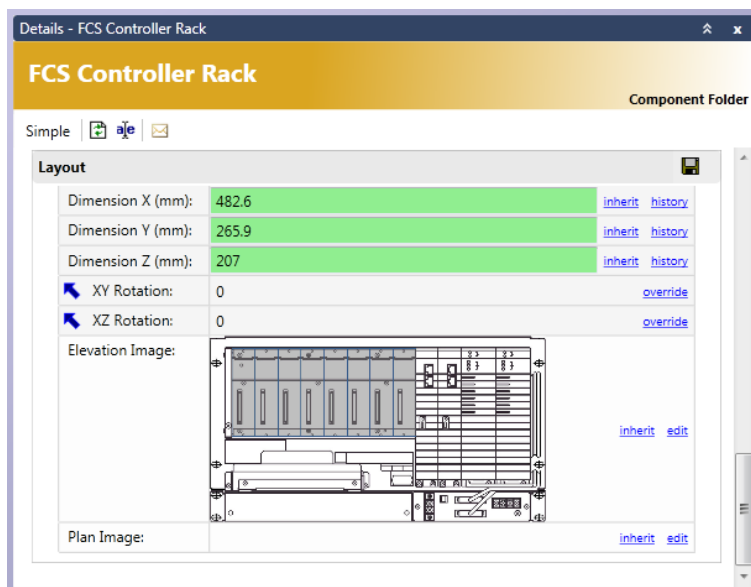 Details - FCS Controller Rack x
FCS Controller Rack
Component Folder
Simple a|e
Layout
Dimension X (mm): 482.6 inherit history
Dimension Y (mm): 265.9 inherit history
Dimension Z (mm): 207 inherit history
XY Rotation: 0 override
XZ Rotation: 0 override
Elevation Image: inherit edit
Plan Image: inherit edit